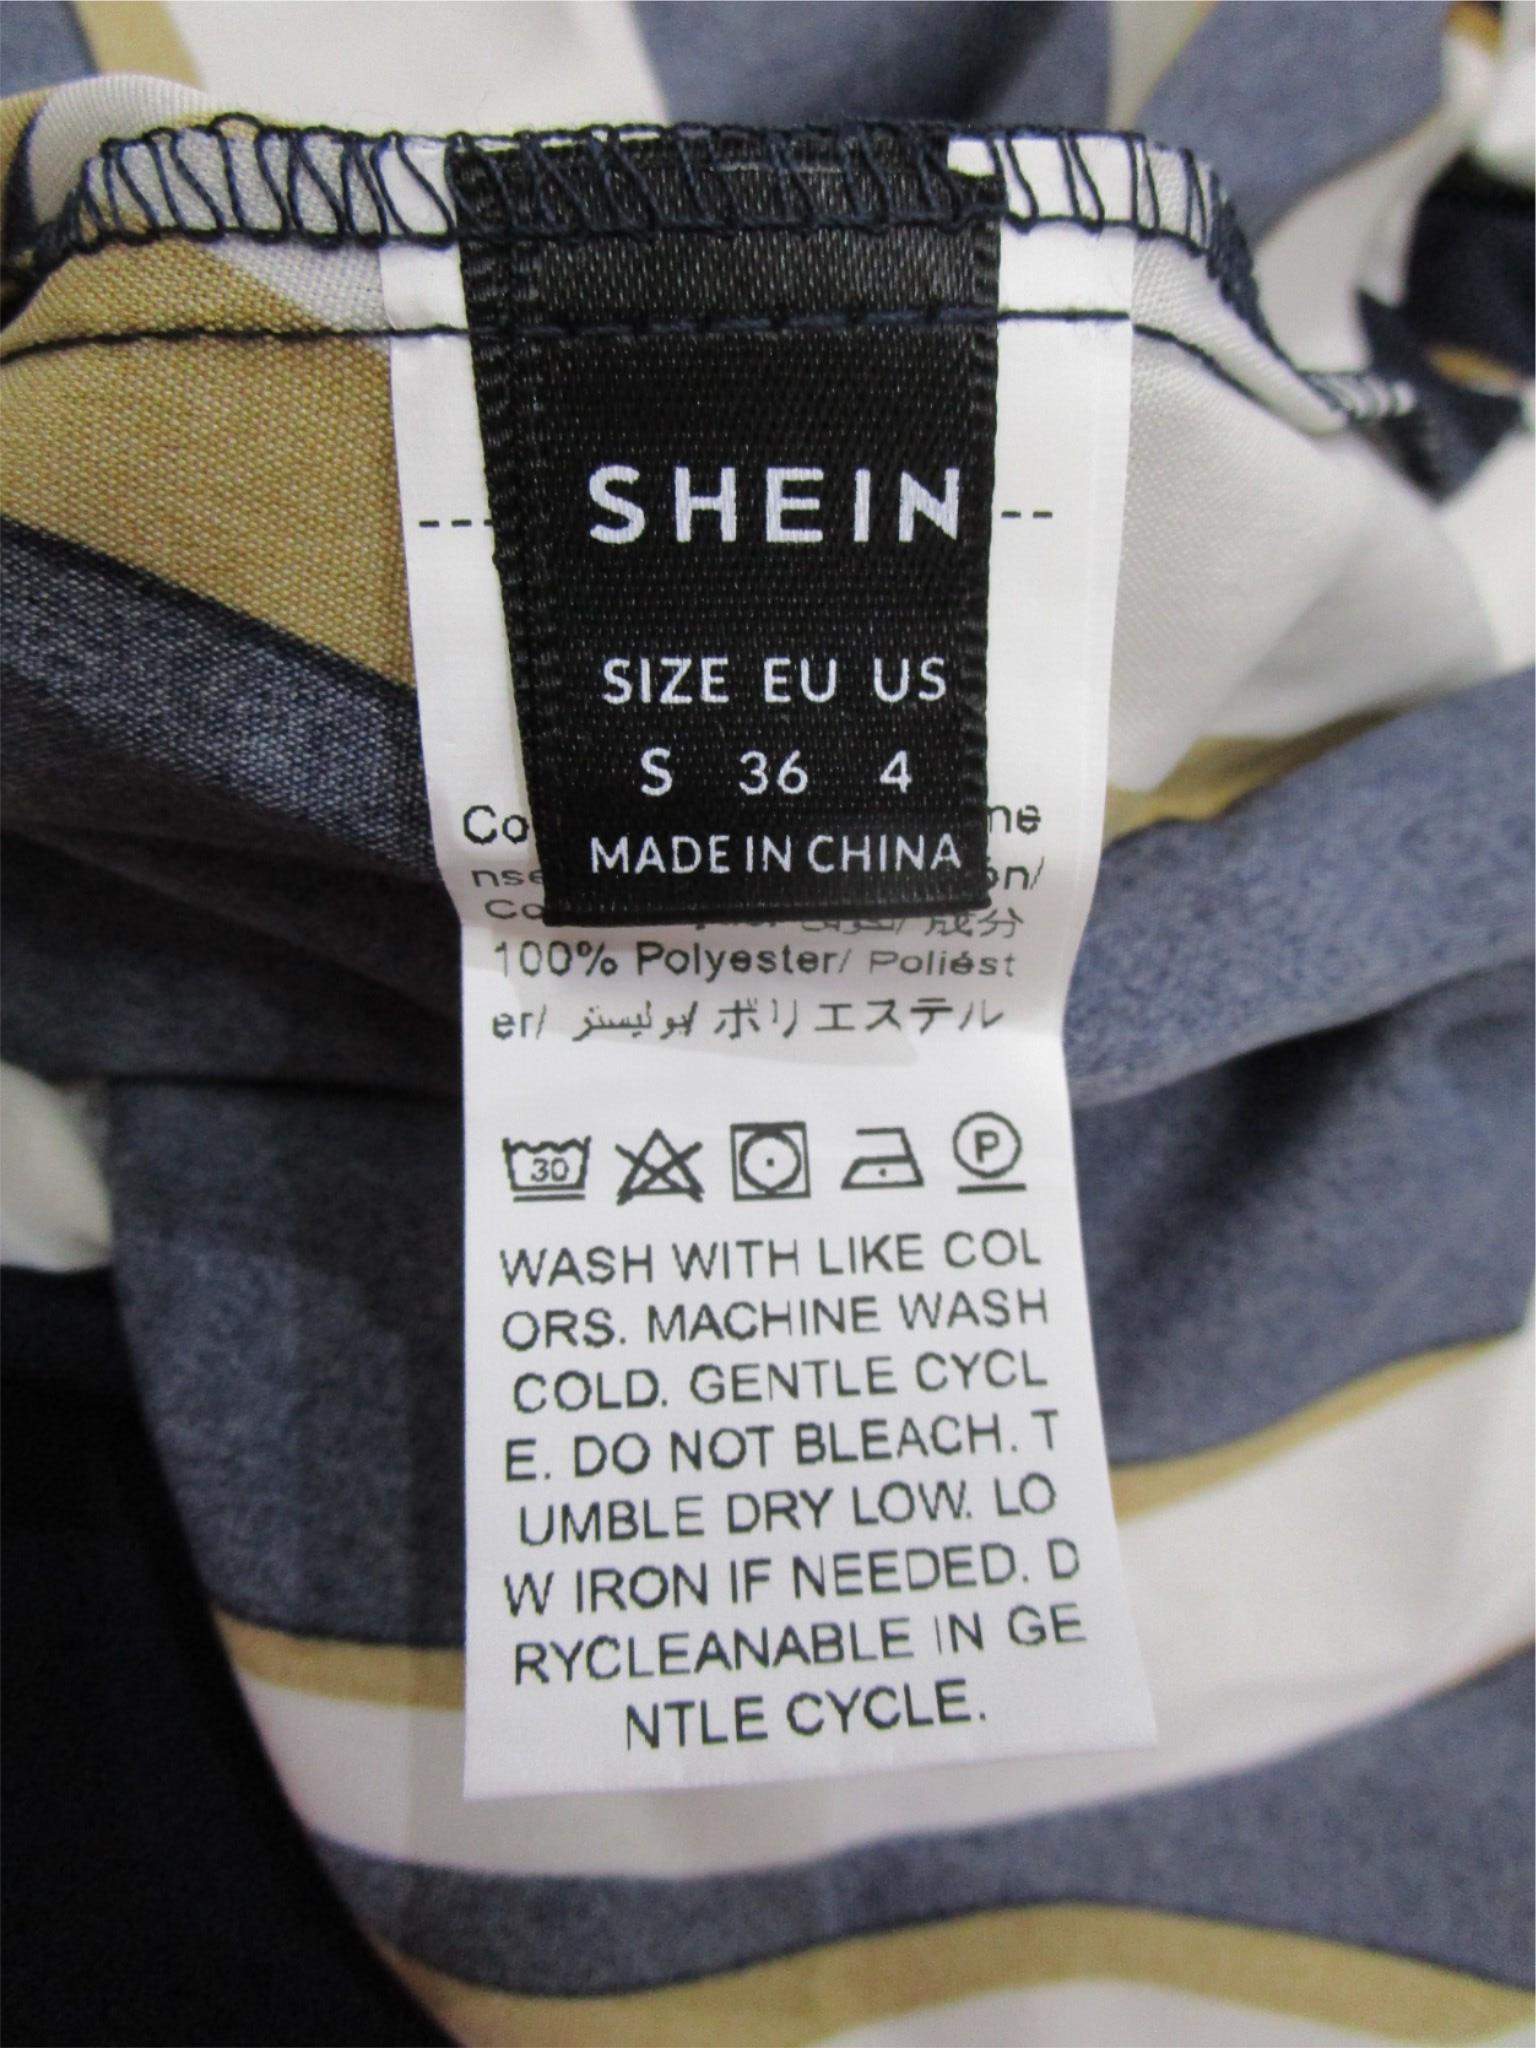 SHEIN
SIZE EU US
S 36 4
MADE IN CHINA
成分
100% Polyester/ Poliést
er/ بوليستر/ ポリエステル
30
P
WASH WITH LIKE COL
ORS. MACHINE WASH
COLD. GENTLE CYCL
E. DO NOT BLEACH. T
UMBLE DRY LOW. LO
W IRON IF NEEDED. D
RYCLEANABLE IN GE
NTLE CYCLE.